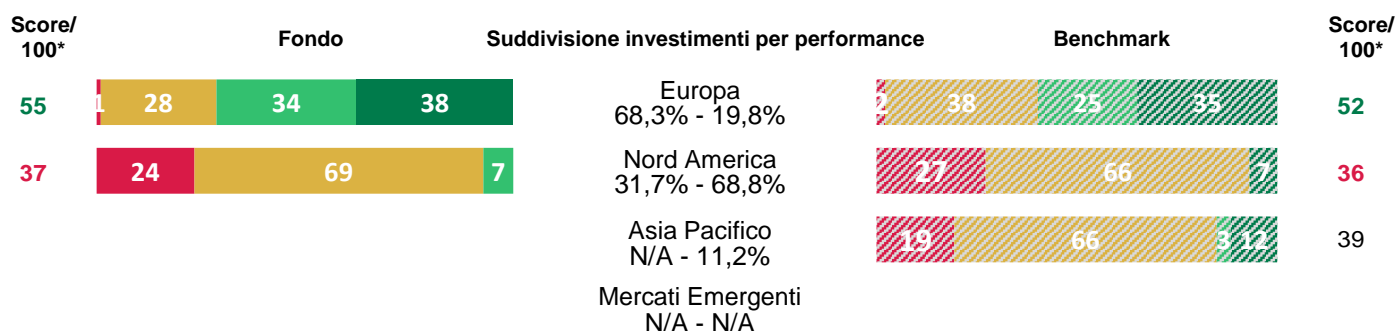 Score/
100*
Fondo
Suddivisione investimenti per performance
Benchmark
Score/
100*
55
1 28 34 38
Europa
68,3% - 19,8%
2 38 25 35
52
37
24 69 7
Nord America
31,7% - 68,8%
27 66 7
36
Asia Pacifico
N/A - 11,2%
19 66 3 12
39
Mercati Emergenti
N/A - N/A